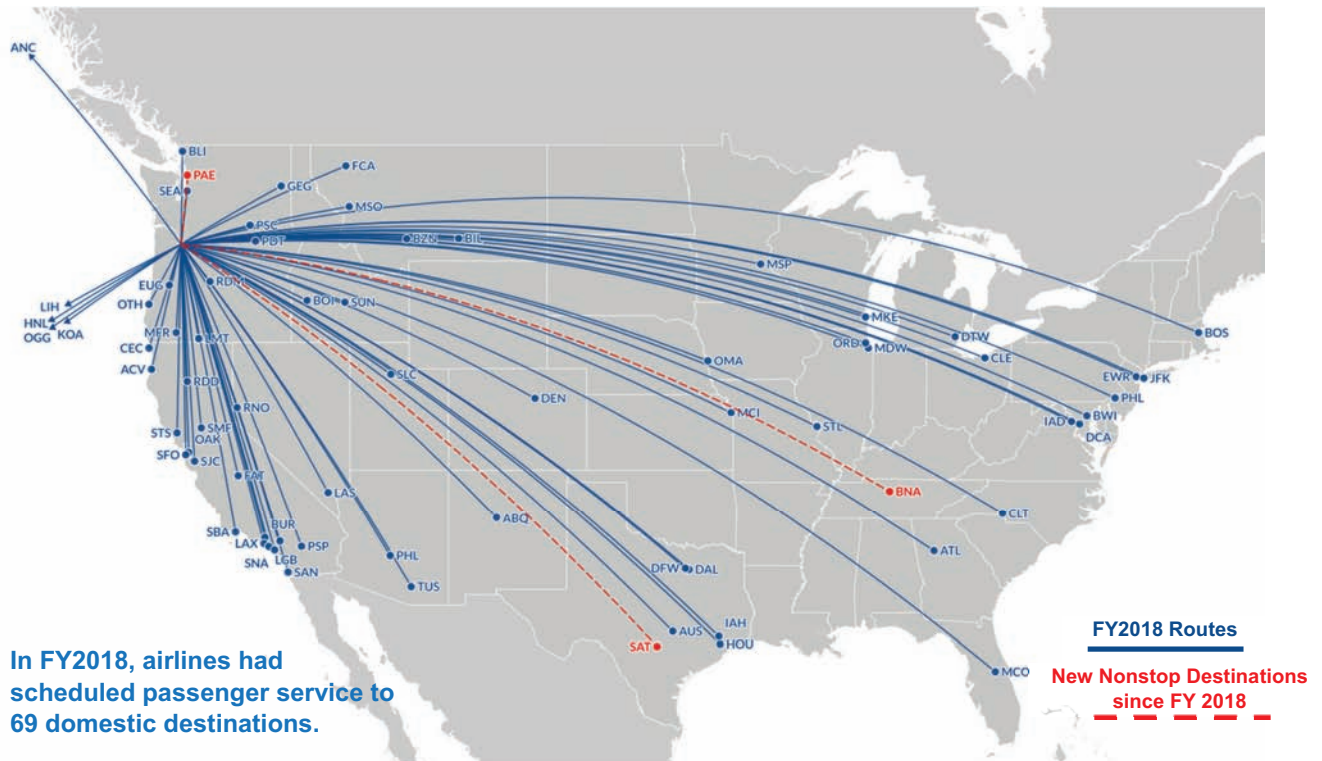 ANC
BLI
PAE
SEA
FCA
GEG
MSO
PSC
PDT
BZN
BIL
MSP
EUG
RDM
LIH
OTH
BOI
SUN
HNL
OGG
KOA
MFR
LMT
MKE
DTW
BOS
CEC
ORD
MDW
CLE
ACV
OMA
RDD
SLC
EWR
JFK
DEN
PHL
RNO
MCI
BWI
STS
SMF
STL
IAD
OAK
DCA
SFO
SJC
FAT
LAS
BNA
ABQ
CLT
SBA
BUR
LAX
PSP
ATL
SNA
LGB
PHL
SAN
DFW
DAL
TUS
IAH
AUS
HOU
SAT
MCO
In FY2018, airlines had
scheduled passenger service to
69 domestic destinations.
FY2018 Routes
New Nonstop Destinations
since FY 2018